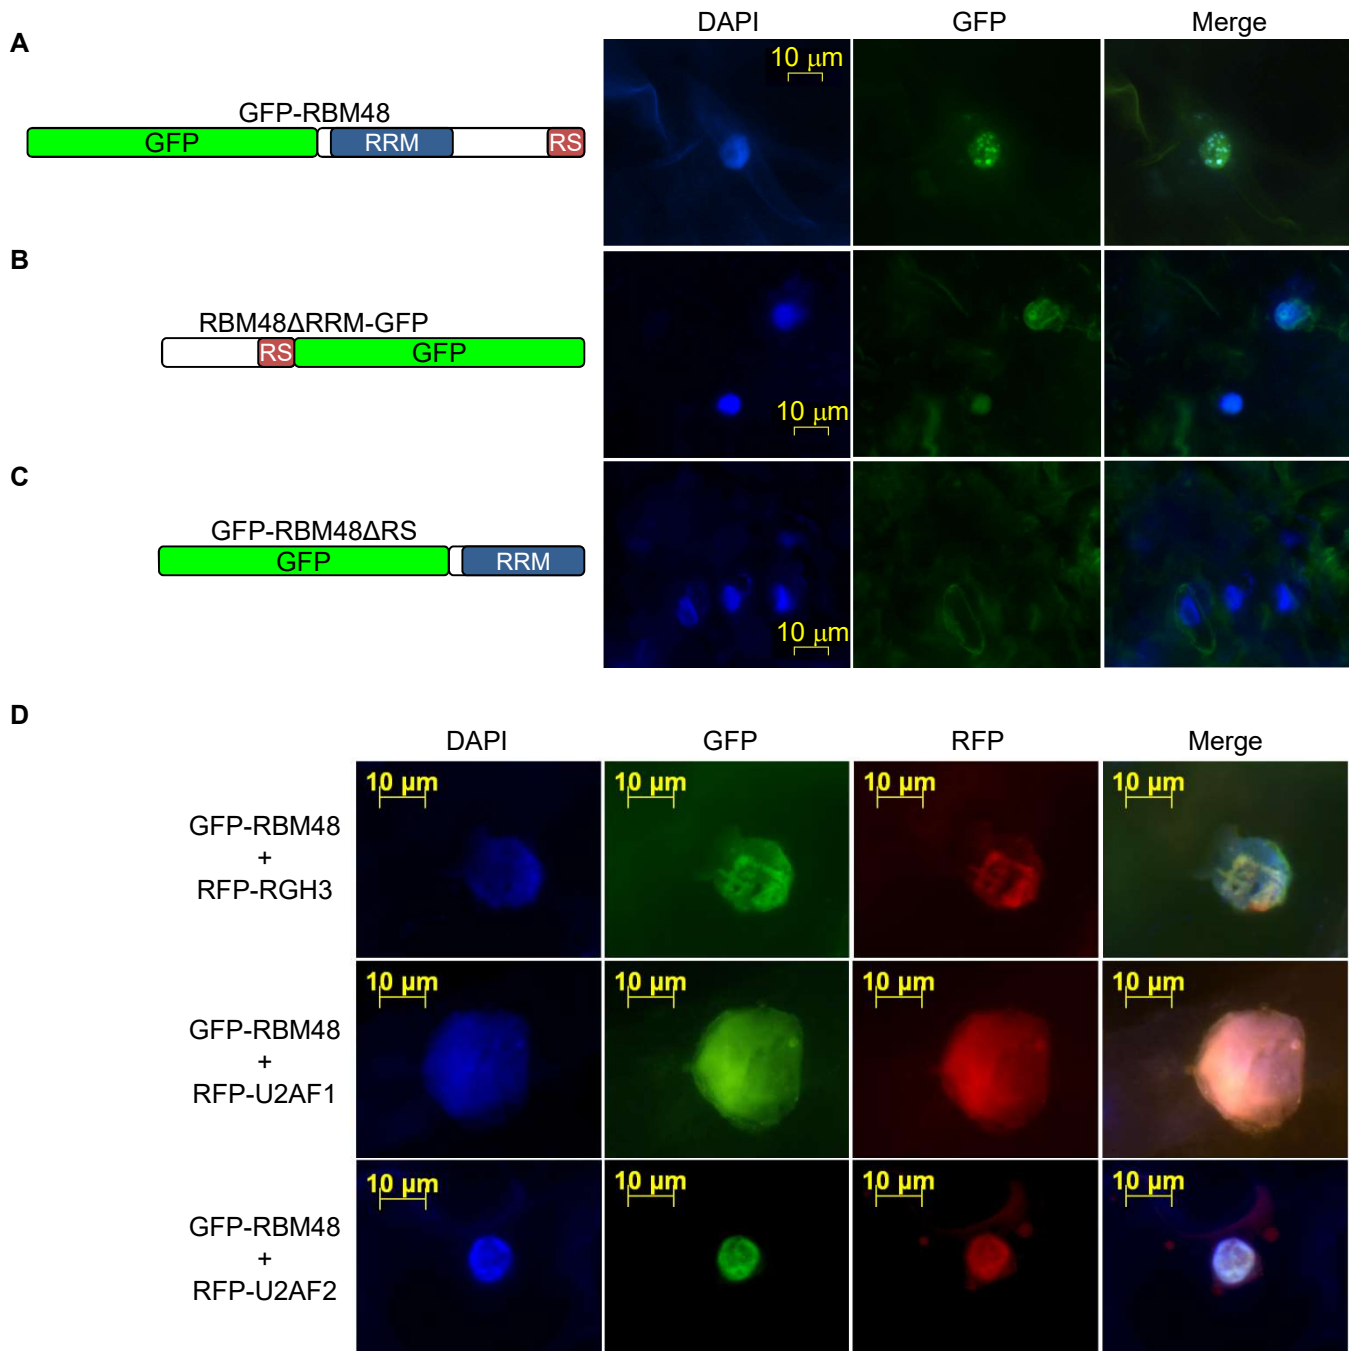 A
DAPI GFP Merge
10 µm
GFP-RBM48
GFP RRM RS
B
RBM48ΔRRM-GFP
RS GFP
10 µm
C
GFP-RBM48ΔRS
GFP RRM
10 µm
D
DAPI GFP RFP Merge
10 µm 10 µm 10 µm 10 µm
GFP-RBM48
+
RFP-RGH3
10 µm 10 µm 10 µm 10 µm
GFP-RBM48
+
RFP-U2AF1
10 µm 10 µm 10 µm 10 µm
GFP-RBM48
+
RFP-U2AF2